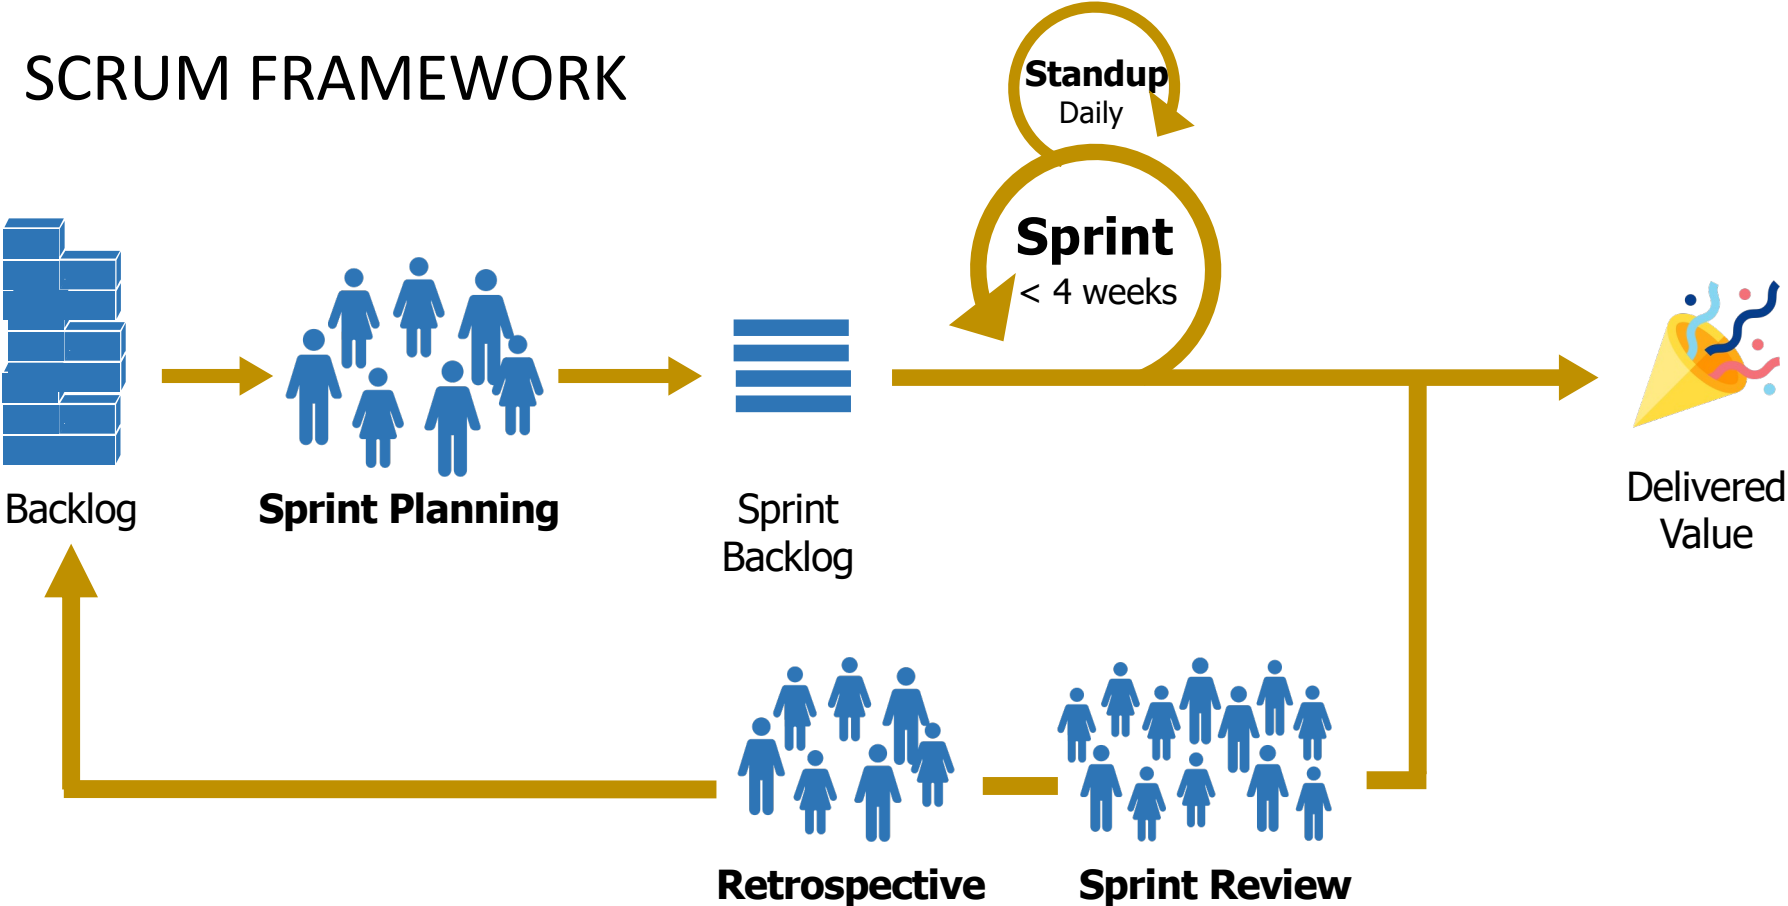 SCRUM FRAMEWORK
Standup
Daily
Sprint
< 4 weeks
Backlog
Sprint Planning
Sprint
Backlog
Delivered
Value
Retrospective
Sprint Review